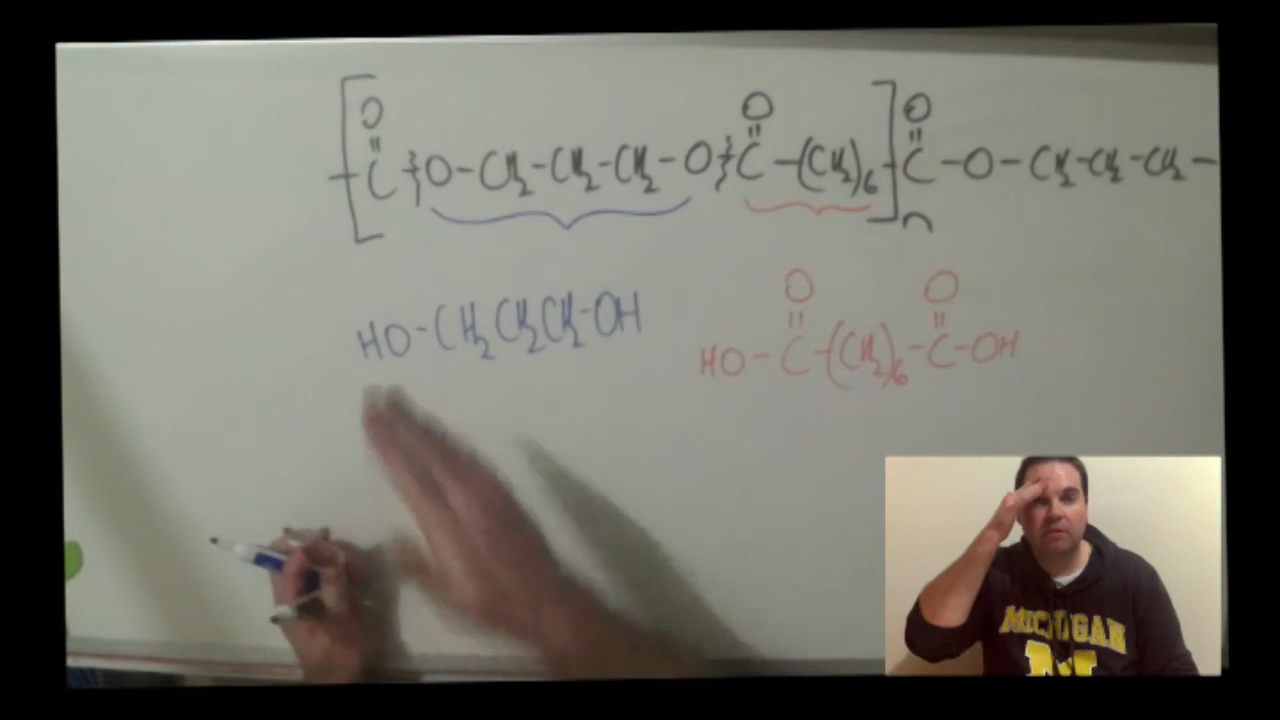 O O O
[-C}O-CH2-CH2-CH2-O}C-(CH2)6]n-C-O-CH2-CH2-CH2-
O O
HO-CH2CH2CH2-OH HO-C-(CH2)6-C-OH
MICHIGAN
M